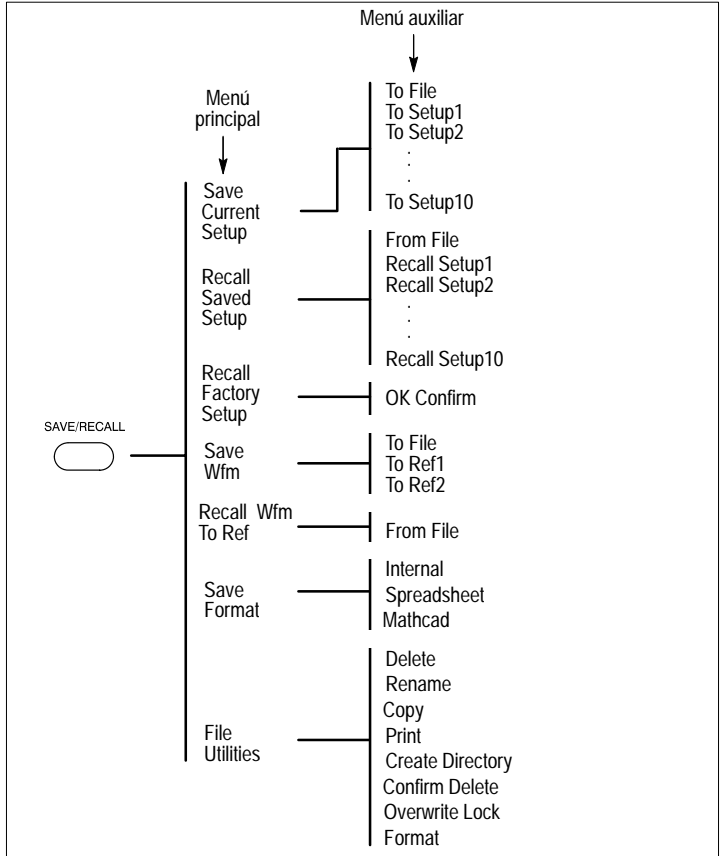 Menú auxiliar
Menú
principal
SAVE/RECALL
Save
Current
Setup
To File
To Setup1
To Setup2
.
.
.
To Setup10
Recall
Saved
Setup
From File
Recall Setup1
Recall Setup2
.
.
.
Recall Setup10
Recall
Factory
Setup
OK Confirm
Save
Wfm
To File
To Ref1
To Ref2
Recall Wfm
To Ref
From File
Save
Format
Internal
Spreadsheet
Mathcad
File
Utilities
Delete
Rename
Copy
Print
Create Directory
Confirm Delete
Overwrite Lock
Format